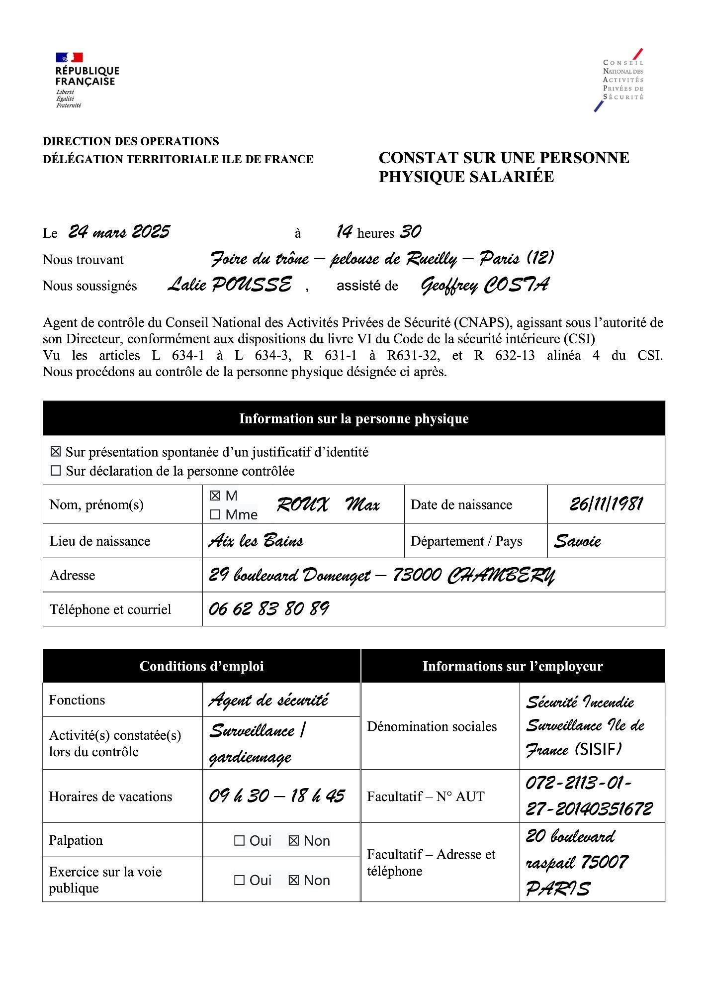 RÉPUBLIQUE
FRANÇAISE
Liberté
Égalité
Fraternité
CONSEIL
NATIONAL DES
ACTIVITÉS
PRIVÉES DE
SÉCURITÉ
DIRECTION DES OPERATIONS
DÉLÉGATION TERRITORIALE ILE DE FRANCE
CONSTAT SUR UNE PERSONNE
PHYSIQUE SALARIÉE
Le 24 mars 2025 à 14 heures 30
Nous trouvant Foire du trône – pelouse de Rueilly – Paris (12)
Nous soussignés Lalie POUSSE , assisté de Geoffrey COSTA
Agent de contrôle du Conseil National des Activités Privées de Sécurité (CNAPS), agissant sous l’autorité de
son Directeur, conformément aux dispositions du livre VI du Code de la sécurité intérieure (CSI)
Vu les articles L 634-1 à L 634-3, R 631-1 à R631-32, et R 632-13 alinéa 4 du CSI.
Nous procédons au contrôle de la personne physique désignée ci après.
Information sur la personne physique
☒ Sur présentation spontanée d’un justificatif d’identité
☐ Sur déclaration de la personne contrôlée
Nom, prénom(s)
☒ M
☐ Mme
ROUX Max
Date de naissance
26/11/1981
Lieu de naissance
Aix les Bains
Département / Pays
Savoie
Adresse
29 boulevard Domenget – 73000 CHAMBERY
Téléphone et courriel
06 62 83 80 89
Conditions d’emploi
Informations sur l’employeur
Fonctions
Agent de sécurité
Dénomination sociales
Sécurité Incendie
Surveillance Ile de
France (SISIF)
Activité(s) constatée(s)
lors du contrôle
Surveillance /
gardiennage
Horaires de vacations
09 h 30 – 18 h 45
Facultatif – N° AUT
072-2113-01-
27-20140351672
Palpation
☐ Oui ☒ Non
Facultatif – Adresse et
téléphone
20 boulevard
raspail 75007
PARIS
Exercice sur la voie
publique
☐ Oui ☒ Non